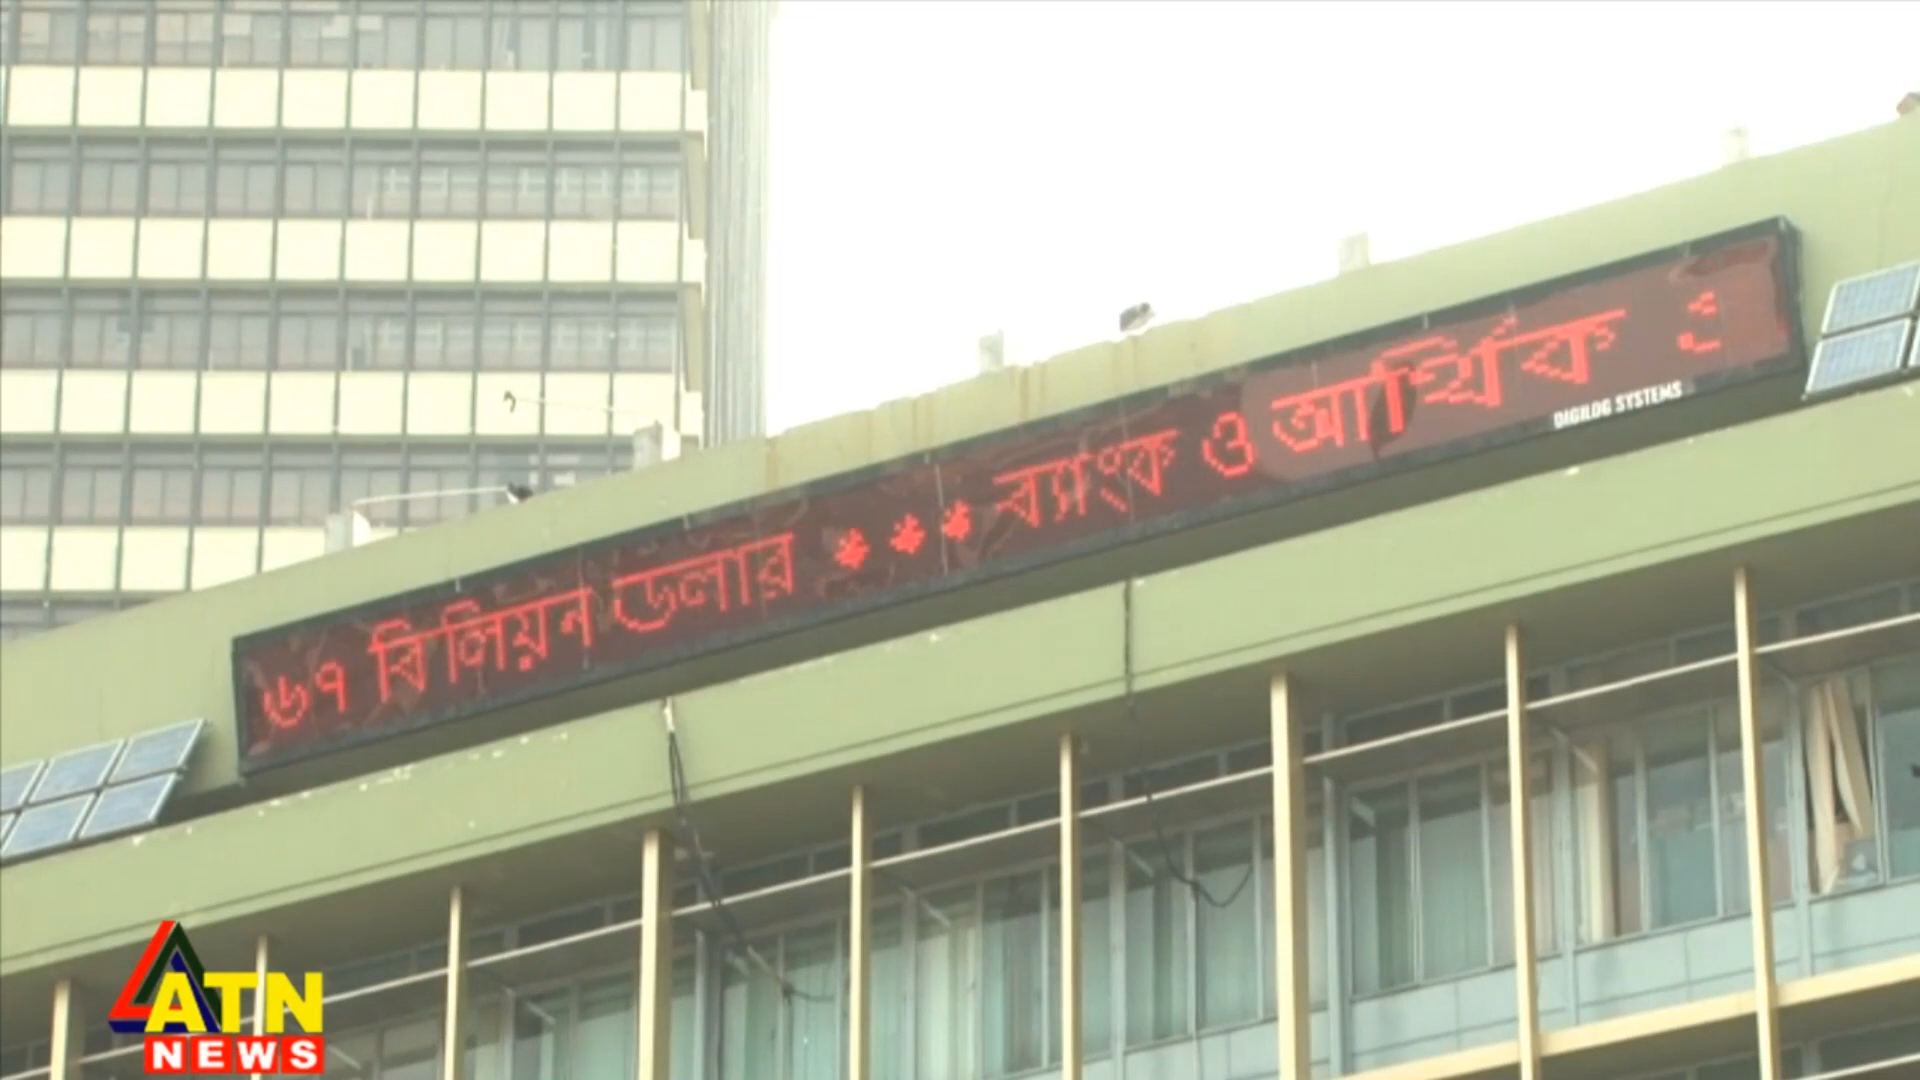 ৬৭ বিলিয়ন ডলার *** ব্যাংক ও আর্থিক
DIGILOG SYSTEMS
ATN
NEWS